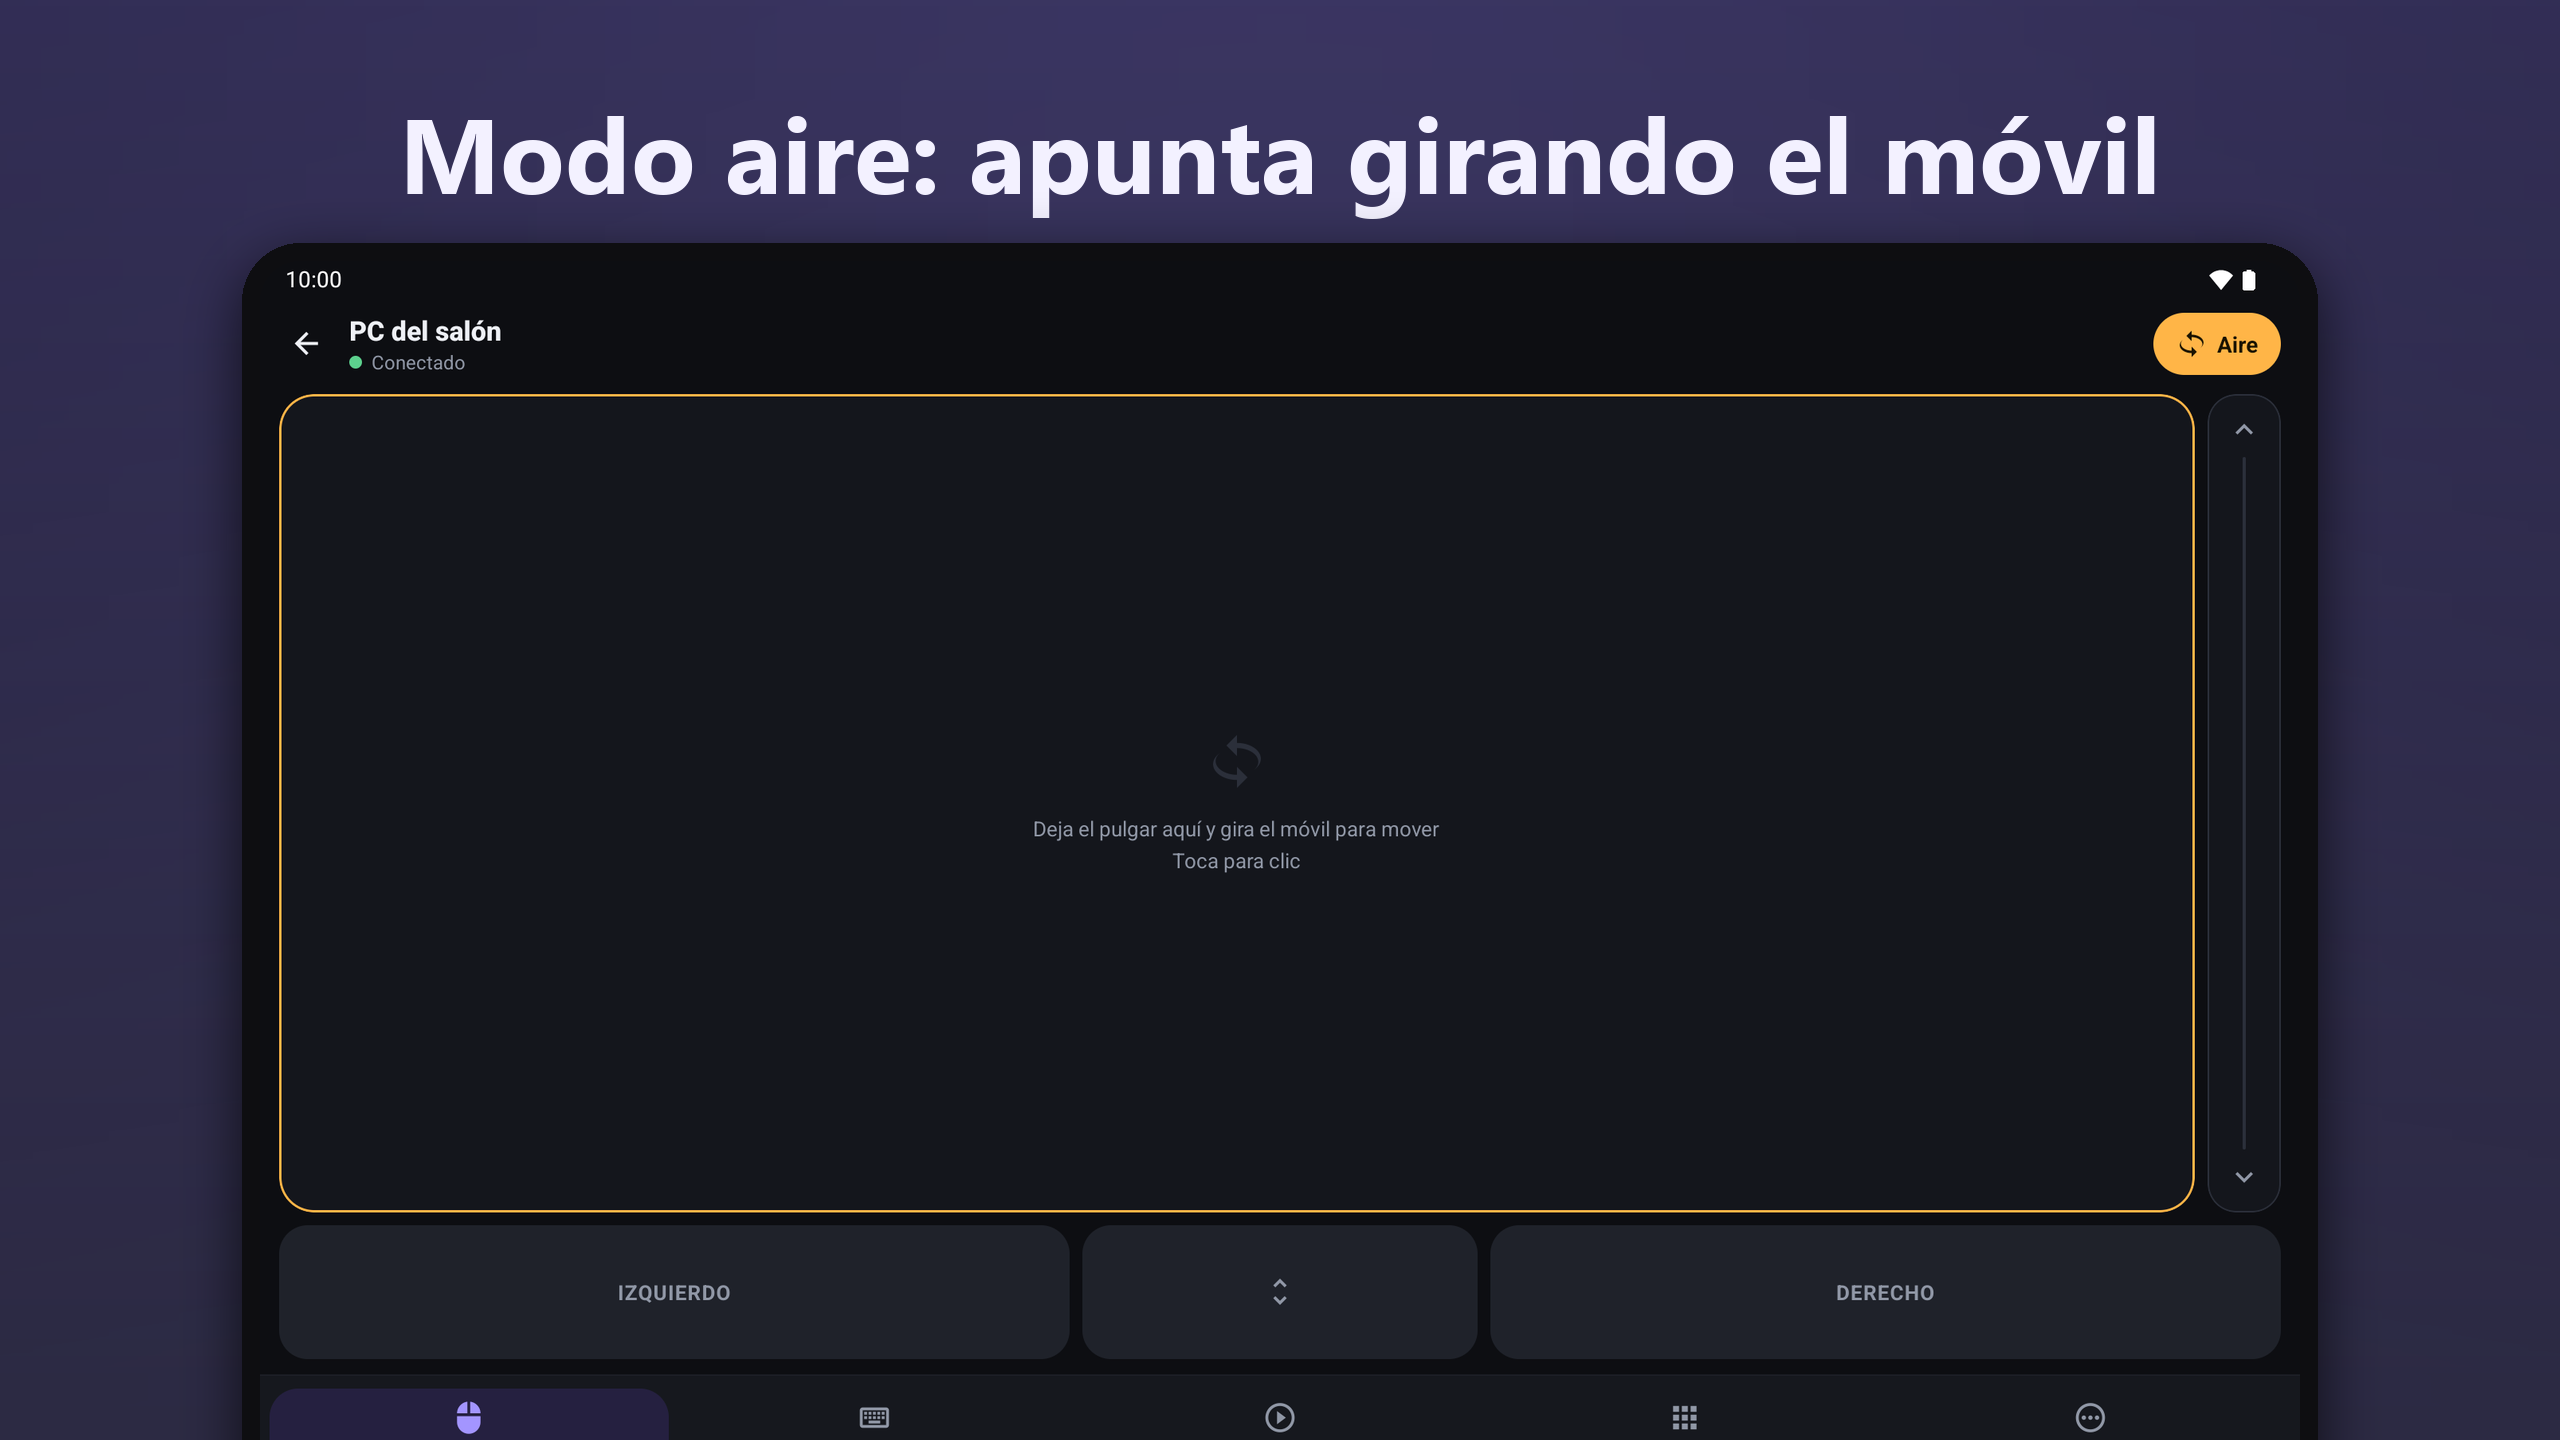 Modo aire: apunta girando el móvil
10:00
PC del salón
Conectado
Aire
Deja el pulgar aquí y gira el móvil para mover
Toca para clic
IZQUIERDO
DERECHO